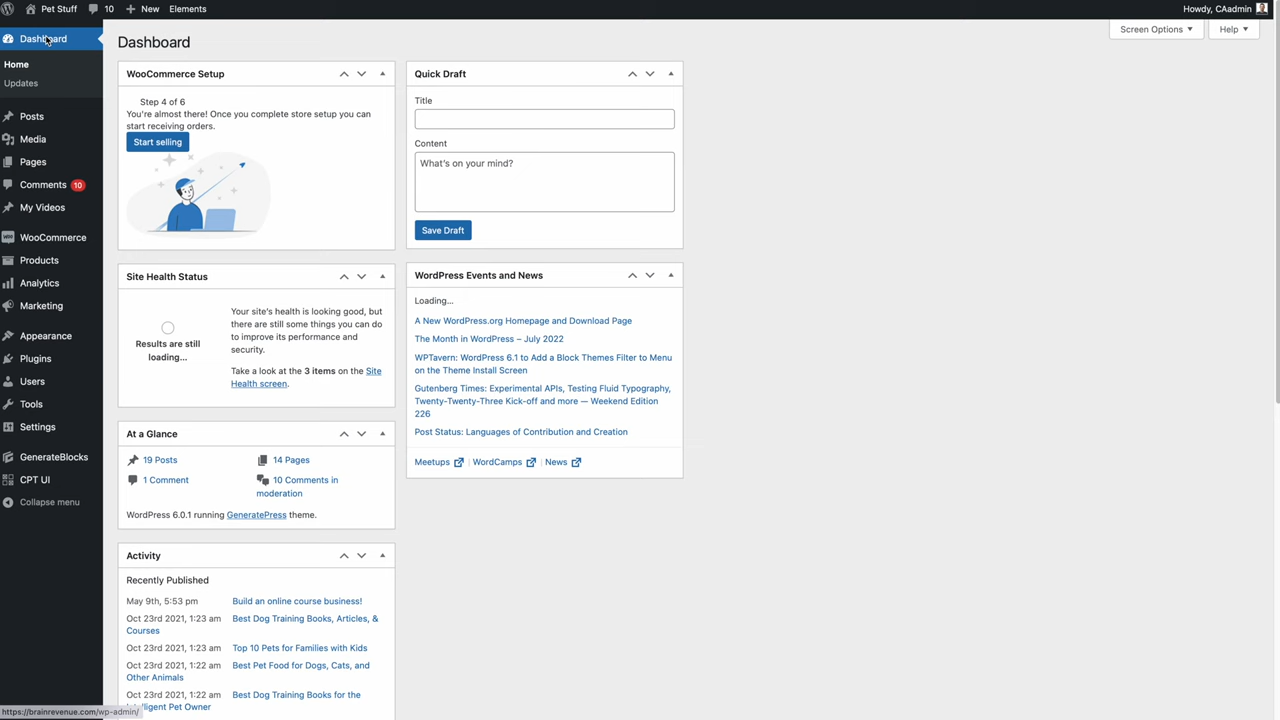 Pet Stuff
10
New
Elements
Howdy, CAadmin
Dashboard
Home
Updates
Posts
Media
Pages
Comments 10
My Videos
WooCommerce
Products
Analytics
Marketing
Appearance
Plugins
Users
Tools
Settings
GenerateBlocks
CPT UI
Collapse menu
https://brainrevenue.com/wp-admin/
Screen Options
Help
Dashboard
WooCommerce Setup
Step 4 of 6
You're almost there! Once you complete store setup you can
start receiving orders.
Start selling
Site Health Status
Results are still
loading...
Your site's health is looking good, but
there are still some things you can do
to improve its performance and
security.
Take a look at the 3 items on the Site
Health screen.
At a Glance
19 Posts
14 Pages
1 Comment
10 Comments in
moderation
WordPress 6.0.1 running GeneratePress theme.
Activity
Recently Published
May 9th, 5:53 pm Build an online course business!
Oct 23rd 2021, 1:23 am Best Dog Training Books, Articles, &
Courses
Oct 23rd 2021, 1:23 am Top 10 Pets for Families with Kids
Oct 23rd 2021, 1:22 am Best Pet Food for Dogs, Cats, and
Other Animals
Oct 23rd 2021, 1:22 am Best Dog Training Books for the
Intelligent Pet Owner
Quick Draft
Title
Content
What's on your mind?
Save Draft
WordPress Events and News
Loading...
A New WordPress.org Homepage and Download Page
The Month in WordPress – July 2022
WPTavern: WordPress 6.1 to Add a Block Themes Filter to Menu
on the Theme Install Screen
Gutenberg Times: Experimental APIs, Testing Fluid Typography,
Twenty-Twenty-Three Kick-off and more — Weekend Edition
226
Post Status: Languages of Contribution and Creation
Meetups | WordCamps | News